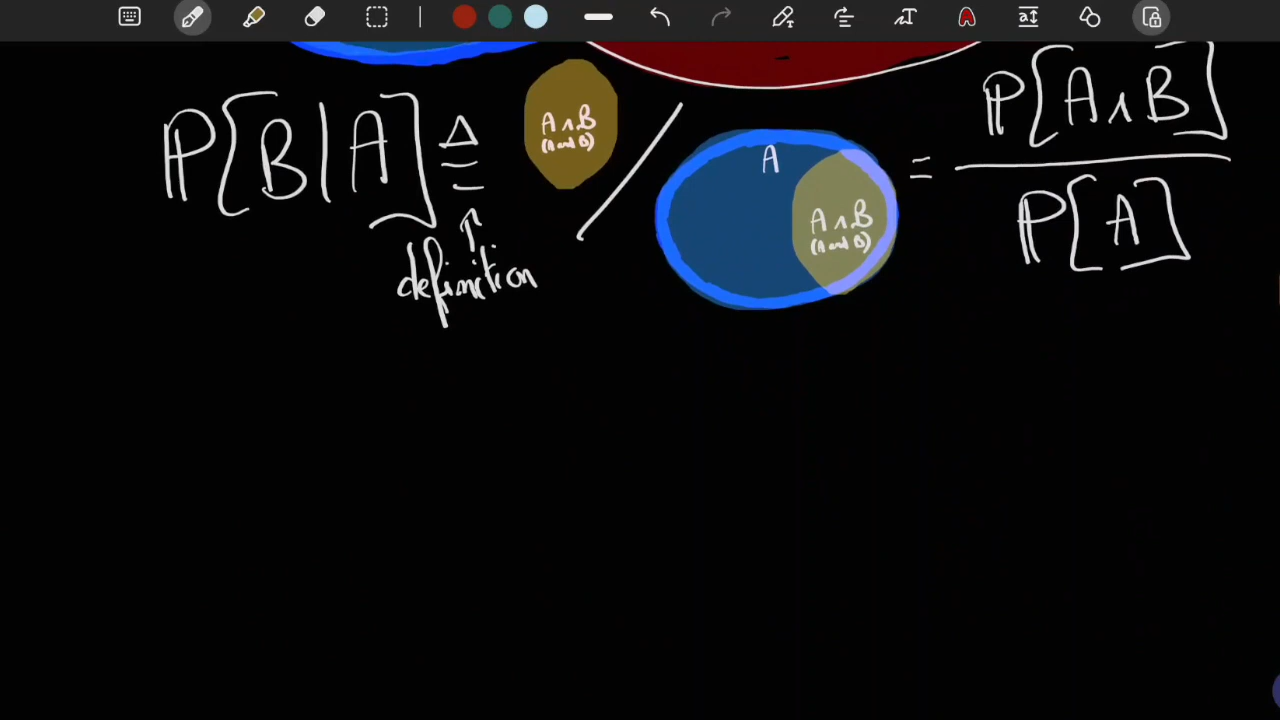 ℙ[B|A] ≜ A∧B (A and B) / A A∧B (A and B) = ℙ[A∧B] / ℙ[A]
↑
definition